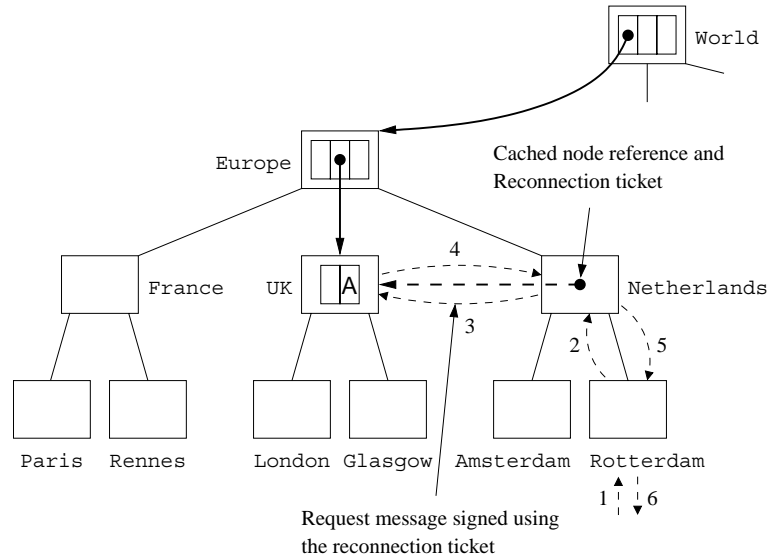 World
Europe
Cached node reference and
Reconnection ticket
4
France
UK
A
Netherlands
3
2
5
Paris
Rennes
London
Glasgow
Amsterdam
Rotterdam
1
6
Request message signed using
the reconnection ticket